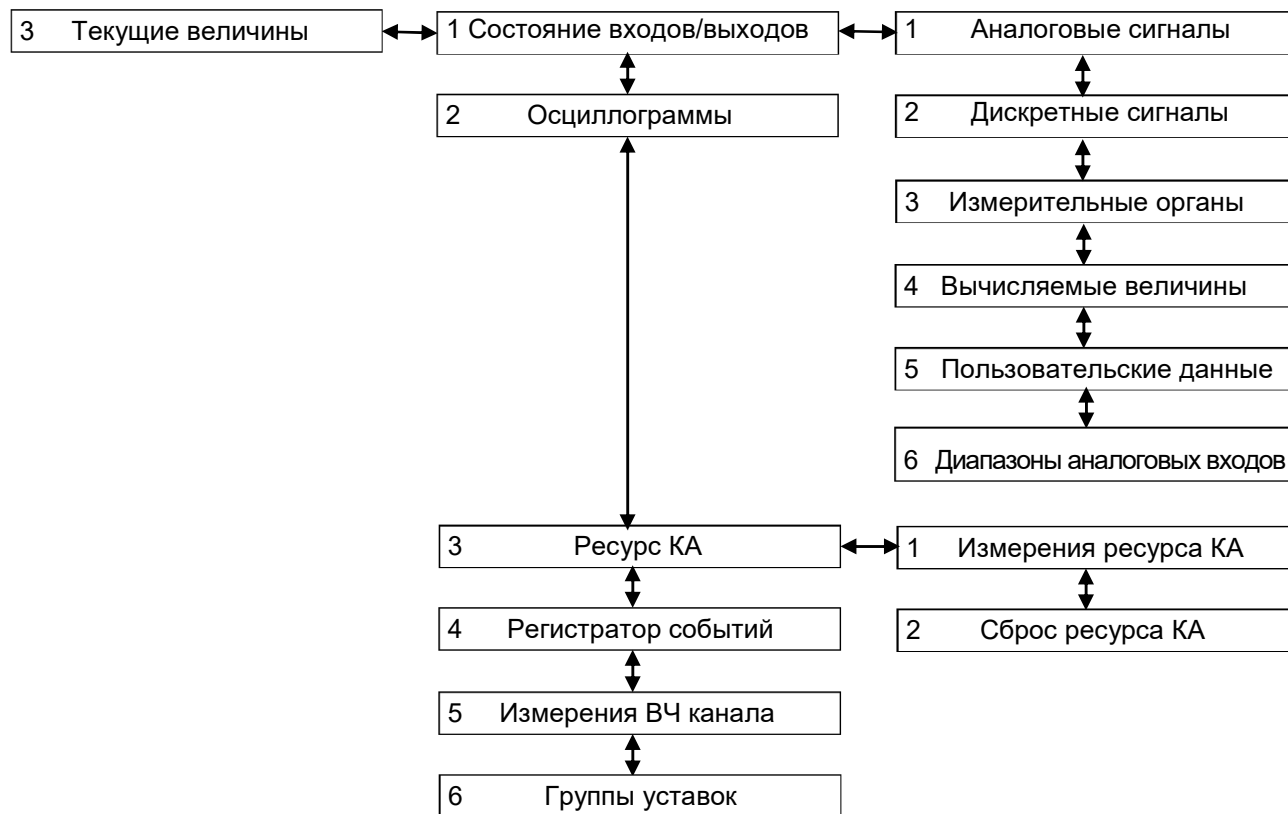 3 Текущие величины
1 Состояние входов/выходов
1 Аналоговые сигналы
2 Осциллограммы
2 Дискретные сигналы
3 Измерительные органы
4 Вычисляемые величины
5 Пользовательские данные
6 Диапазоны аналоговых входов
3 Ресурс КА
1 Измерения ресурса КА
4 Регистратор событий
2 Сброс ресурса КА
5 Измерения ВЧ канала
6 Группы уставок